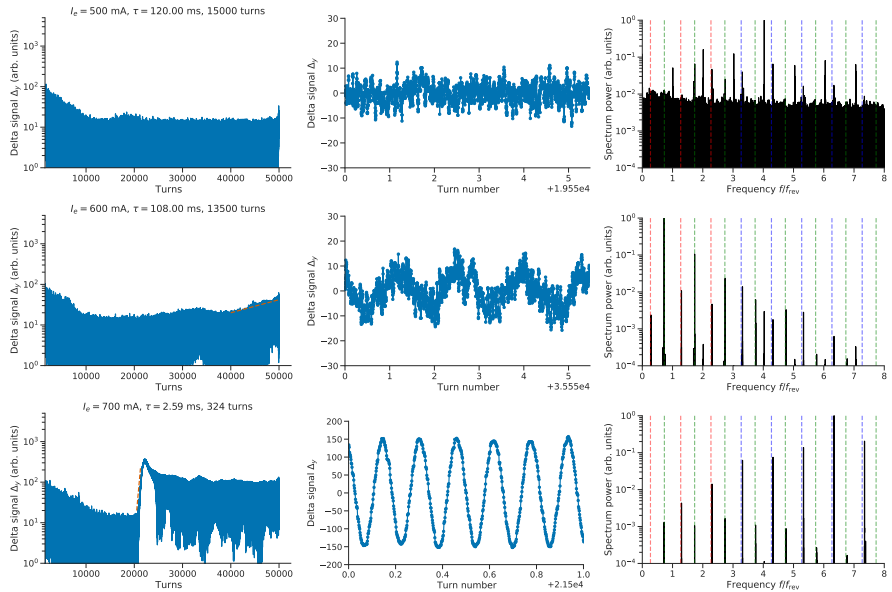 I_e = 500 mA, τ = 120.00 ms, 15000 turns
Delta signal Δ_y (arb. units)
10^3
10^2
10^1
10^0
10000 20000 30000 40000 50000
Turns
Delta signal Δ_y
30
20
10
0
−10
−20
−30
0 1 2 3 4 5
+1.955e4
Turn number
Spectrum power (arb. units)
10^0
10^−1
10^−2
10^−3
10^−4
0 1 2 3 4 5 6 7 8
Frequency f/f_rev
I_e = 600 mA, τ = 108.00 ms, 13500 turns
Delta signal Δ_y (arb. units)
10^3
10^2
10^1
10^0
10000 20000 30000 40000 50000
Turns
Delta signal Δ_y
30
20
10
0
−10
−20
−30
0 1 2 3 4 5
+3.555e4
Turn number
Spectrum power (arb. units)
10^0
10^−1
10^−2
10^−3
10^−4
0 1 2 3 4 5 6 7 8
Frequency f/f_rev
I_e = 700 mA, τ = 2.59 ms, 324 turns
Delta signal Δ_y (arb. units)
10^3
10^2
10^1
10^0
10000 20000 30000 40000 50000
Turns
Delta signal Δ_y
200
150
100
50
0
−50
−100
−150
−200
0.0 0.2 0.4 0.6 0.8 1.0
+2.15e4
Turn number
Spectrum power (arb. units)
10^0
10^−1
10^−2
10^−3
10^−4
0 1 2 3 4 5 6 7 8
Frequency f/f_rev